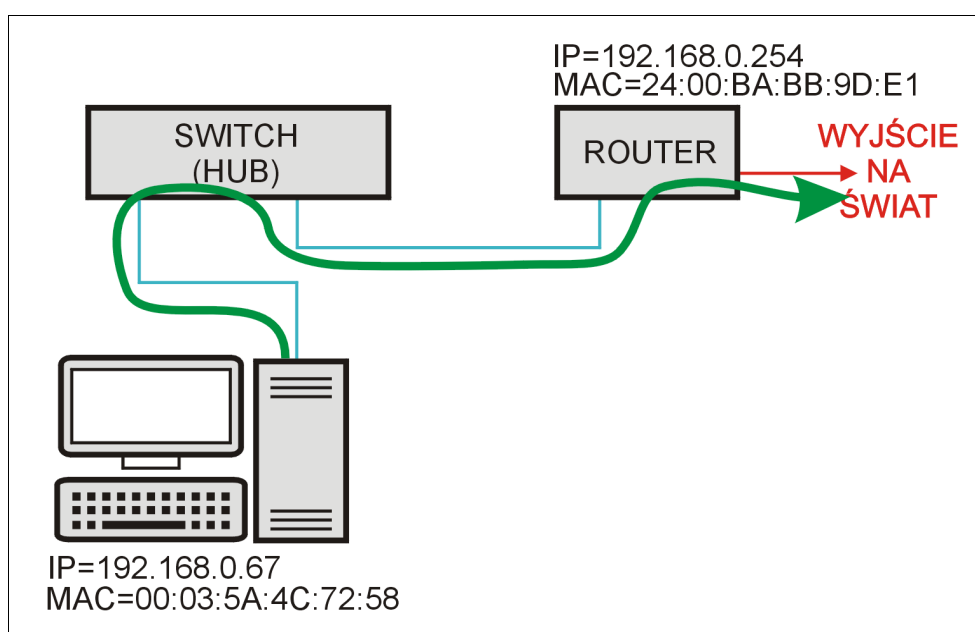 IP=192.168.0.254
MAC=24:00:BA:BB:9D:E1
SWITCH
(HUB)
ROUTER
WYJŚCIE
NA
ŚWIAT
IP=192.168.0.67
MAC=00:03:5A:4C:72:58